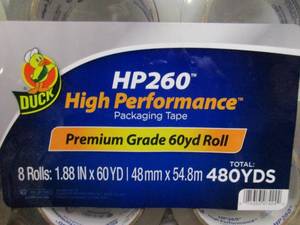 DUCK
HP260™
High Performance™
Packaging Tape
Premium Grade 60yd Roll
8 Rolls: 1.88 IN x 60 YD | 48mm x 54.8m
TOTAL:
480YDS
HP260